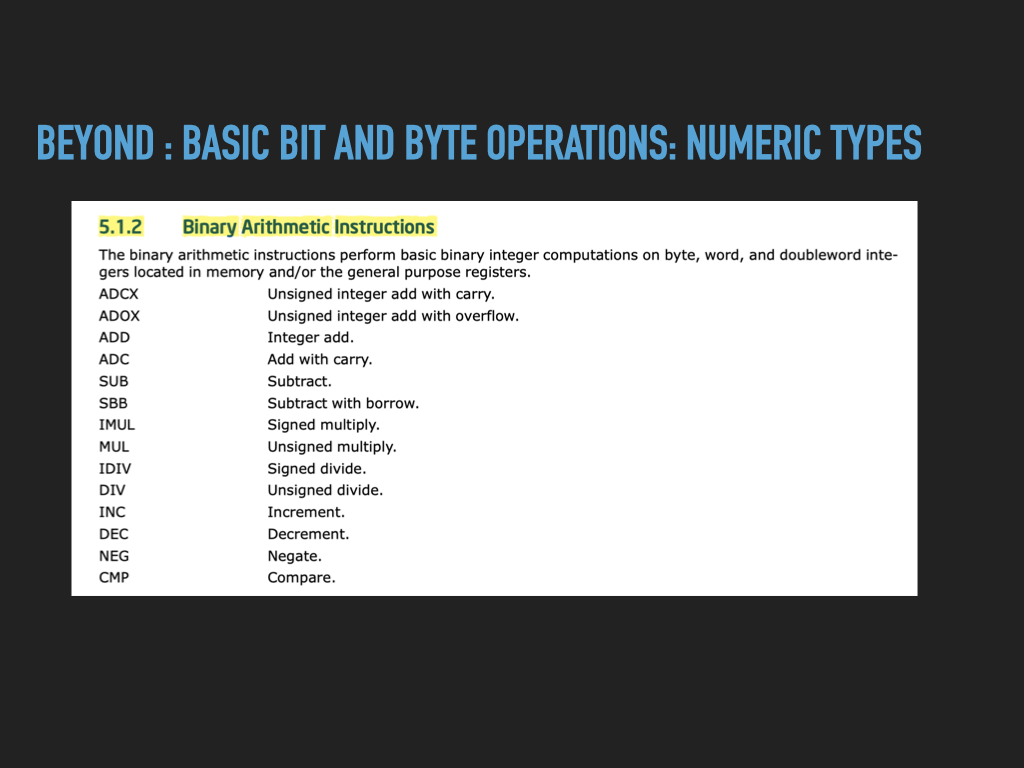 BEYOND : BASIC BIT AND BYTE OPERATIONS: NUMERIC TYPES
5.1.2 Binary Arithmetic Instructions
The binary arithmetic instructions perform basic binary integer computations on byte, word, and doubleword inte-
gers located in memory and/or the general purpose registers.
ADCX Unsigned integer add with carry.
ADOX Unsigned integer add with overflow.
ADD Integer add.
ADC Add with carry.
SUB Subtract.
SBB Subtract with borrow.
IMUL Signed multiply.
MUL Unsigned multiply.
IDIV Signed divide.
DIV Unsigned divide.
INC Increment.
DEC Decrement.
NEG Negate.
CMP Compare.